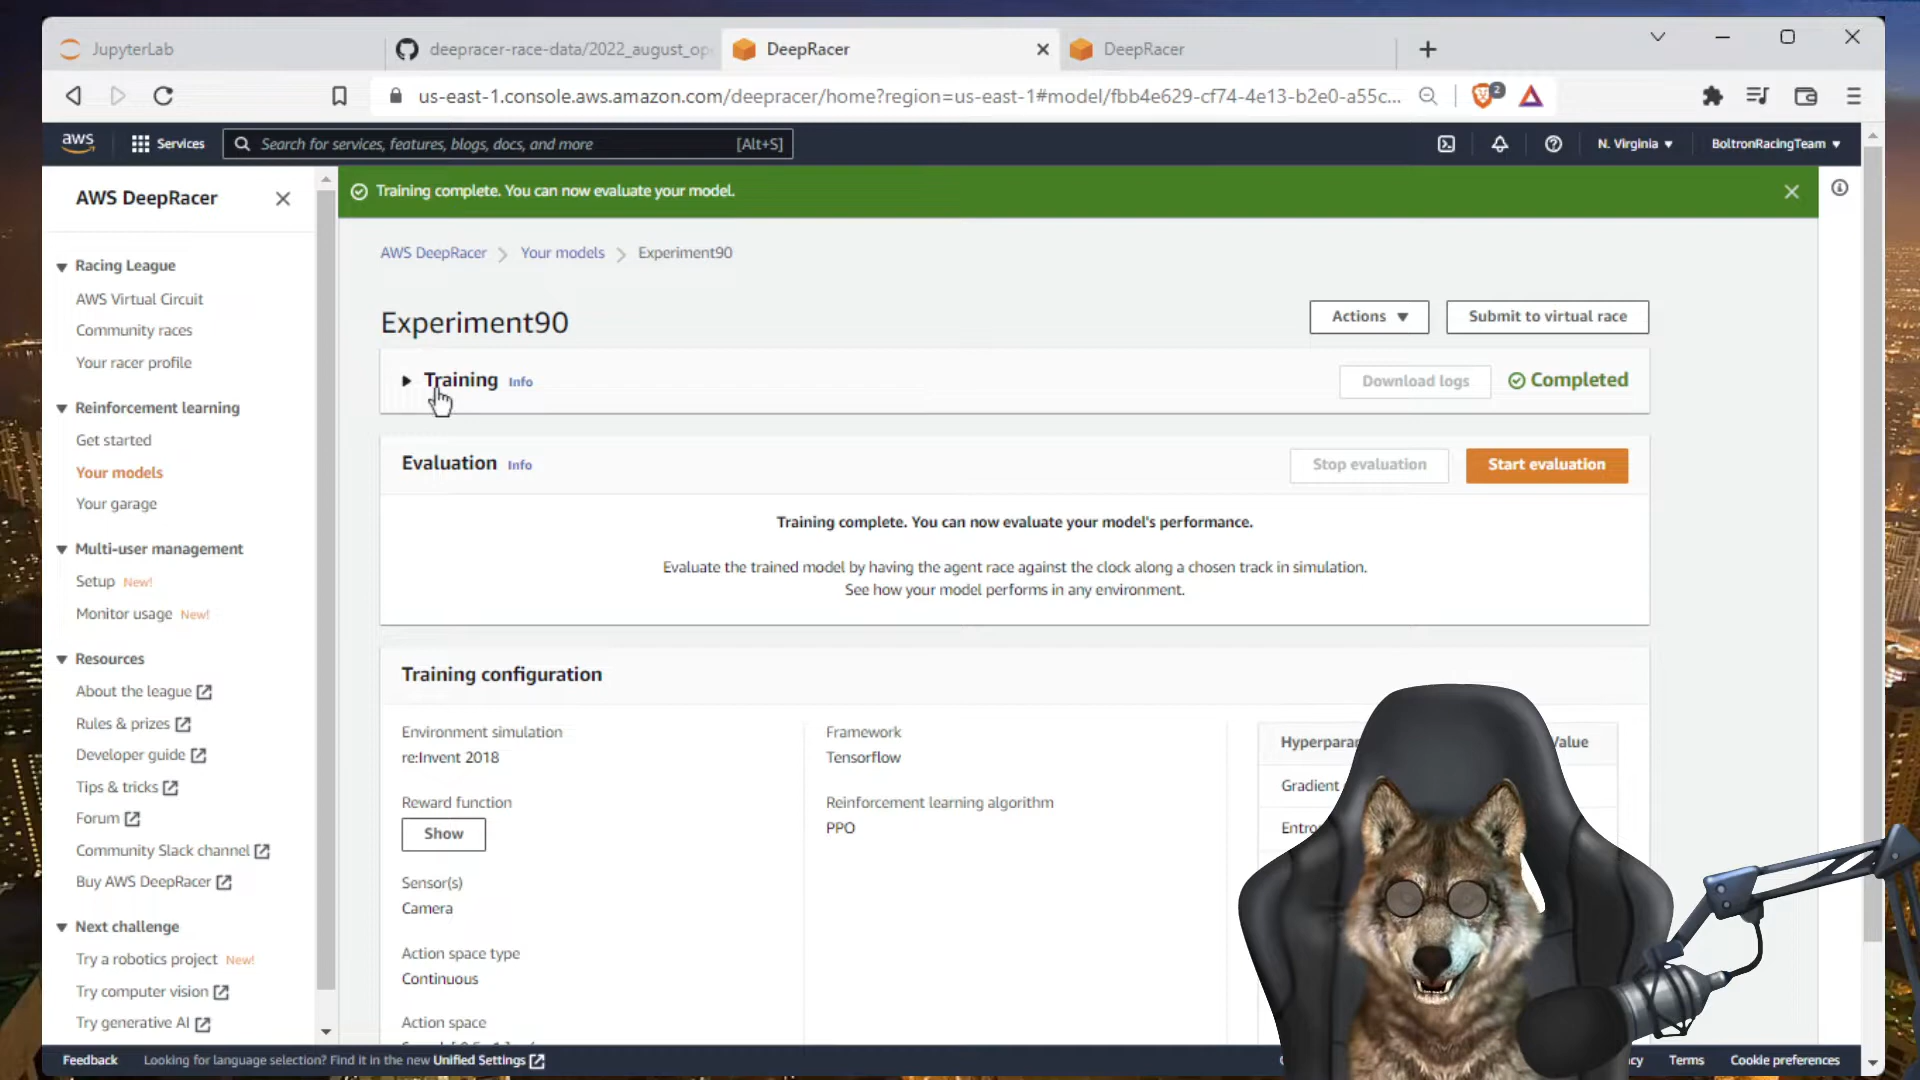 JupyterLab
deepracer-race-data/2022_august_op
DeepRacer
DeepRacer
us-east-1.console.aws.amazon.com/deepracer/home?region=us-east-1#model/fbb4e629-cf74-4e13-b2e0-a55c...
2
aws
Services
Search for services, features, blogs, docs, and more
[Alt+S]
N. Virginia
BoltronRacingTeam
AWS DeepRacer
Racing League
AWS Virtual Circuit
Community races
Your racer profile
Reinforcement learning
Get started
Your models
Your garage
Multi-user management
Setup New!
Monitor usage New!
Resources
About the league
Rules & prizes
Developer guide
Tips & tricks
Forum
Community Slack channel
Buy AWS DeepRacer
Next challenge
Try a robotics project New!
Try computer vision
Try generative AI
Training complete. You can now evaluate your model.
AWS DeepRacer
Your models
Experiment90
Experiment90
Actions
Submit to virtual race
Training Info
Download logs
Completed
Evaluation Info
Stop evaluation
Start evaluation
Training complete. You can now evaluate your model's performance.
Evaluate the trained model by having the agent race against the clock along a chosen track in simulation.
See how your model performs in any environment.
Training configuration
Environment simulation
re:Invent 2018
Reward function
Show
Sensor(s)
Camera
Action space type
Continuous
Action space
Framework
Tensorflow
Reinforcement learning algorithm
PPO
Hyperparar
Value
Gradient
Entro
Feedback
Looking for language selection? Find it in the new Unified Settings
cy
Terms
Cookie preferences